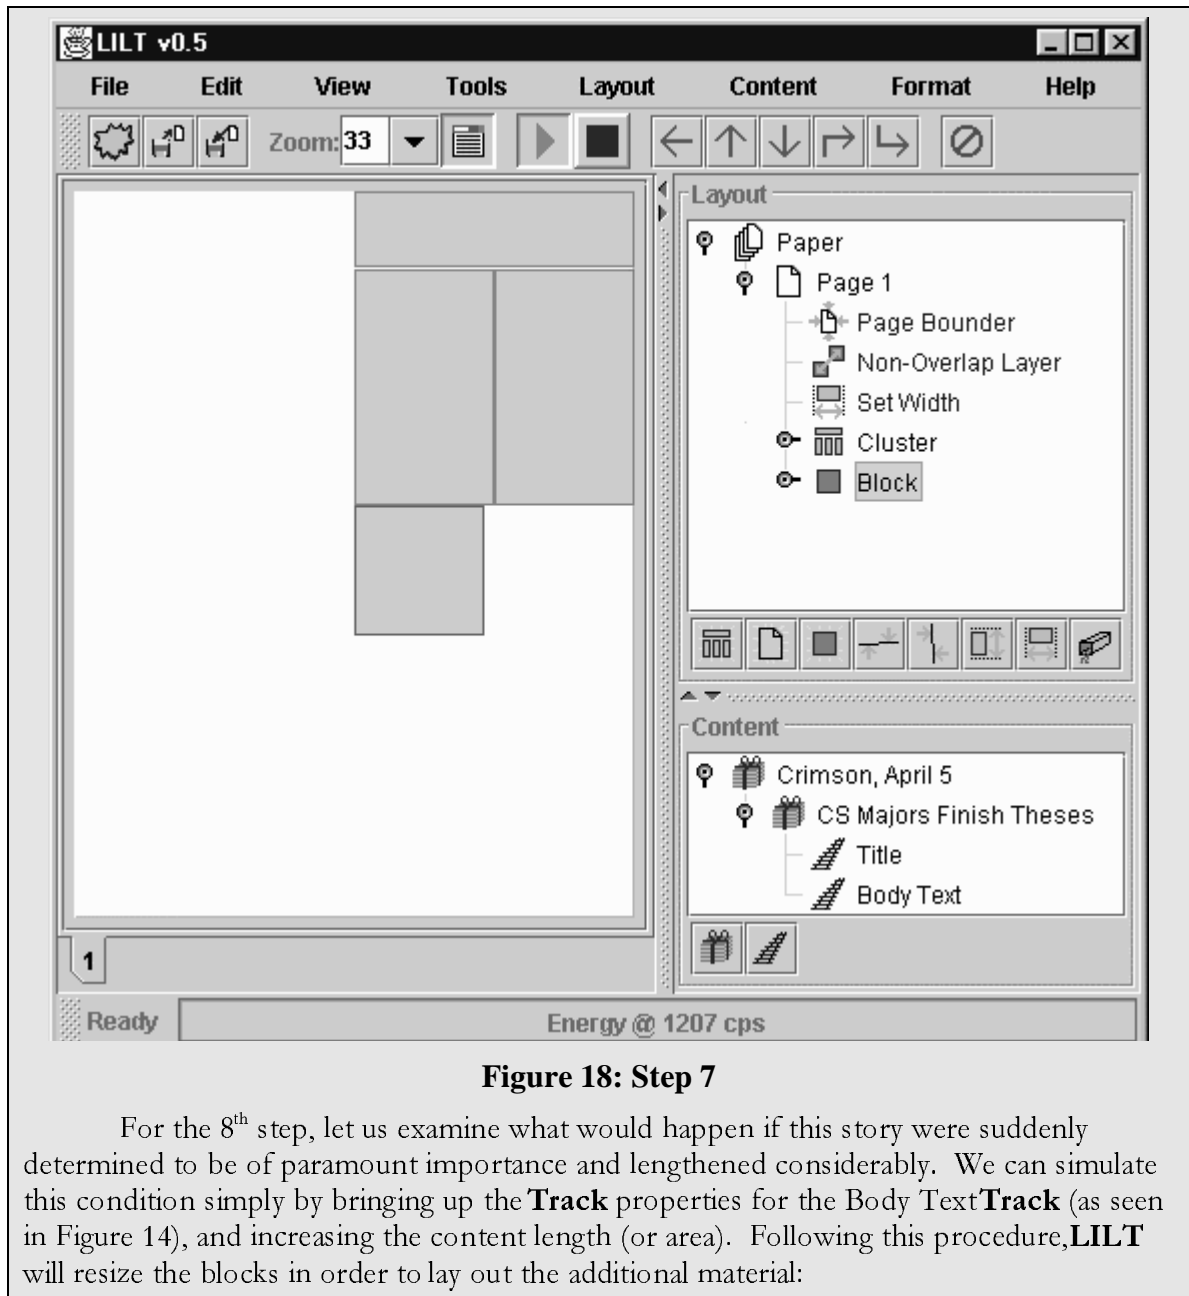 LILT v0.5
File Edit View Tools Layout Content Format Help
Zoom: 33
Layout
Paper
Page 1
Page Bounder
Non-Overlap Layer
Set Width
Cluster
Block
Content
Crimson, April 5
CS Majors Finish Theses
Title
Body Text
1
Ready Energy @ 1207 cps
Figure 18: Step 7
For the 8th step, let us examine what would happen if this story were suddenly
determined to be of paramount importance and lengthened considerably. We can simulate
this condition simply by bringing up the Track properties for the Body Text Track (as seen
in Figure 14), and increasing the content length (or area). Following this procedure, LILT
will resize the blocks in order to lay out the additional material: